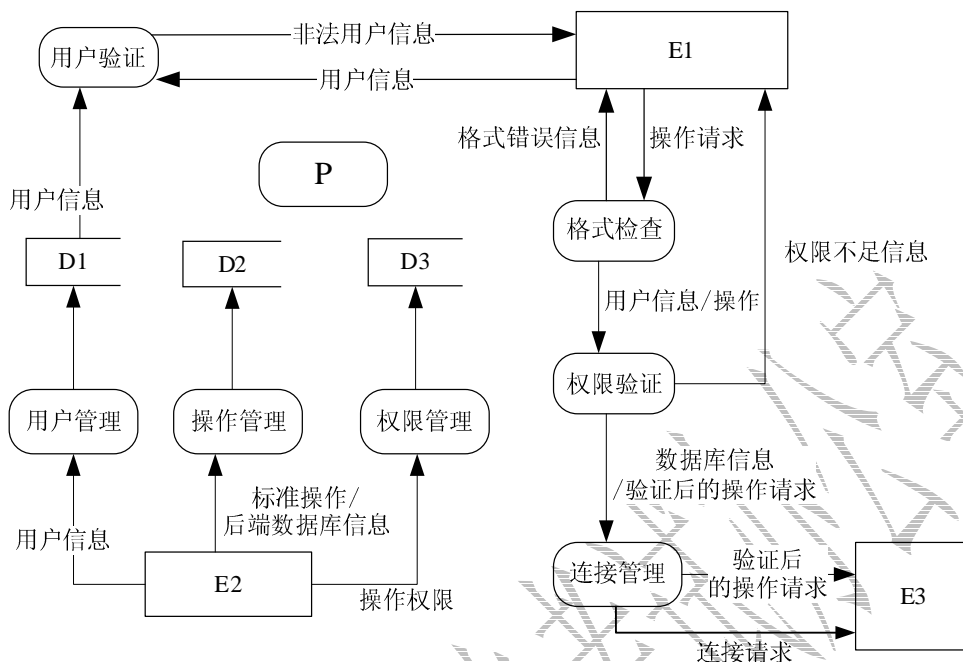 非法用户信息
用户验证
E1
用户信息
格式错误信息
操作请求
P
用户信息
格式检查
D1
D2
D3
权限不足信息
用户信息/操作
权限验证
用户管理
操作管理
权限管理
数据库信息
/验证后的操作请求
标准操作/
后端数据库信息
用户信息
连接管理
验证后
的操作请求
E2
操作权限
E3
连接请求